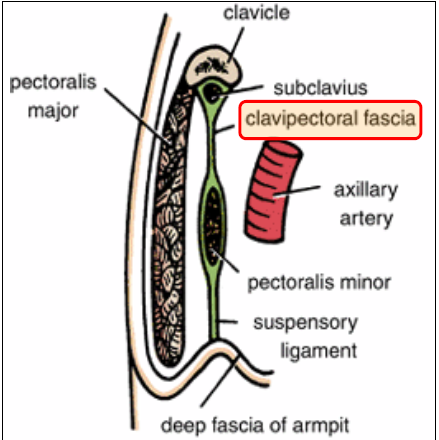 clavicle
pectoralis
major
subclavius
clavipectoral fascia
axillary
artery
pectoralis minor
suspensory
ligament
deep fascia of armpit